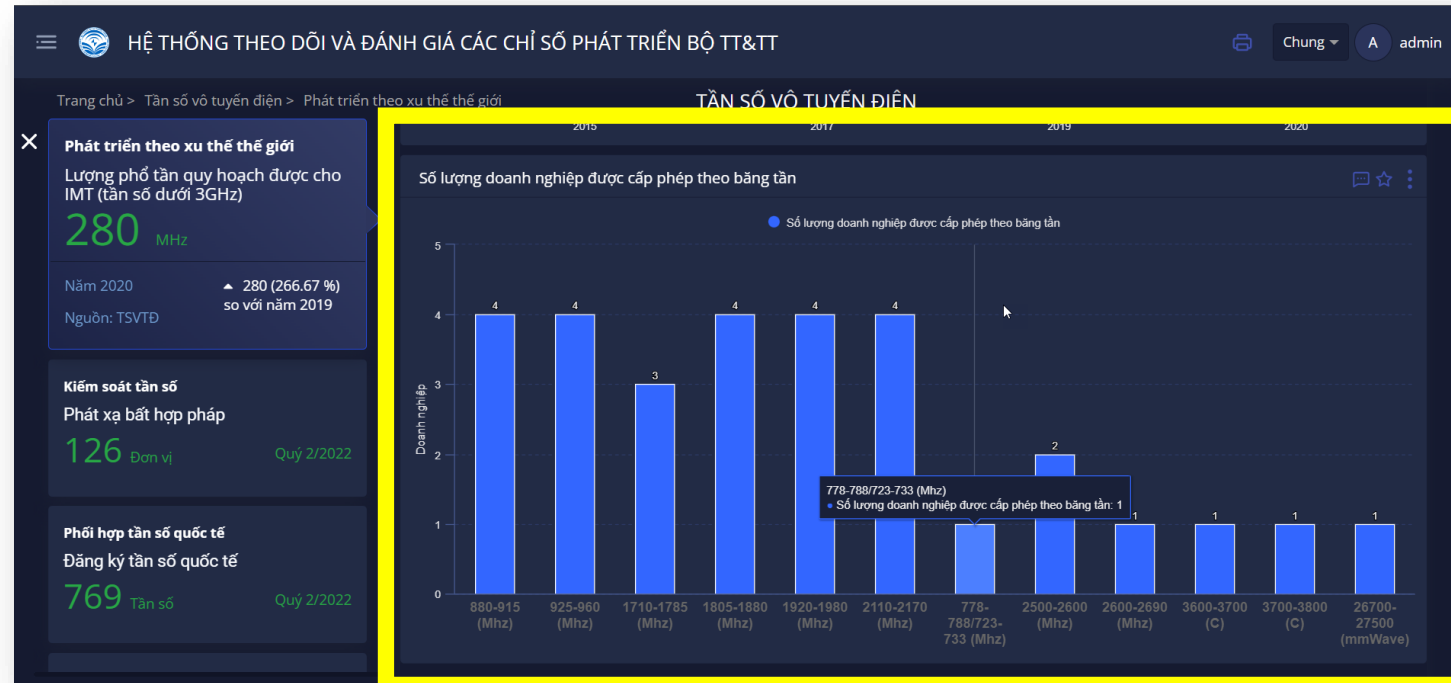 HỆ THỐNG THEO DÕI VÀ ĐÁNH GIÁ CÁC CHỈ SỐ PHÁT TRIỂN BỘ TT&TT
Chung
A
admin
Trang chủ > Tần số vô tuyến điện > Phát triển theo xu thế thế giới
TẦN SỐ VÔ TUYẾN ĐIỆN
Phát triển theo xu thế thế giới
Lượng phổ tần quy hoạch được cho
IMT (tần số dưới 3GHz)
280 MHz
Năm 2020
280 (266.67 %)
so với năm 2019
Nguồn: TSVTĐ
Kiểm soát tần số
Phát xạ bất hợp pháp
126 Đơn vị
Quý 2/2022
Phối hợp tần số quốc tế
Đăng ký tần số quốc tế
769 Tần số
Quý 2/2022
2015 2017 2019 2020
Số lượng doanh nghiệp được cấp phép theo băng tần
Số lượng doanh nghiệp được cấp phép theo băng tần
Doanh nghiệp
5
4
3
2
1
0
4 4 3 4 4 4 2 1 1 1 1
778-788/723-733 (Mhz)
Số lượng doanh nghiệp được cấp phép theo băng tần: 1
880-915
(Mhz)
925-960
(Mhz)
1710-1785
(Mhz)
1805-1880
(Mhz)
1920-1980
(Mhz)
2110-2170
(Mhz)
778-
788/723-
733 (Mhz)
2500-2600
(Mhz)
2600-2690
(Mhz)
3600-3700
(C)
3700-3800
(C)
26700-
27500
(mmWave)